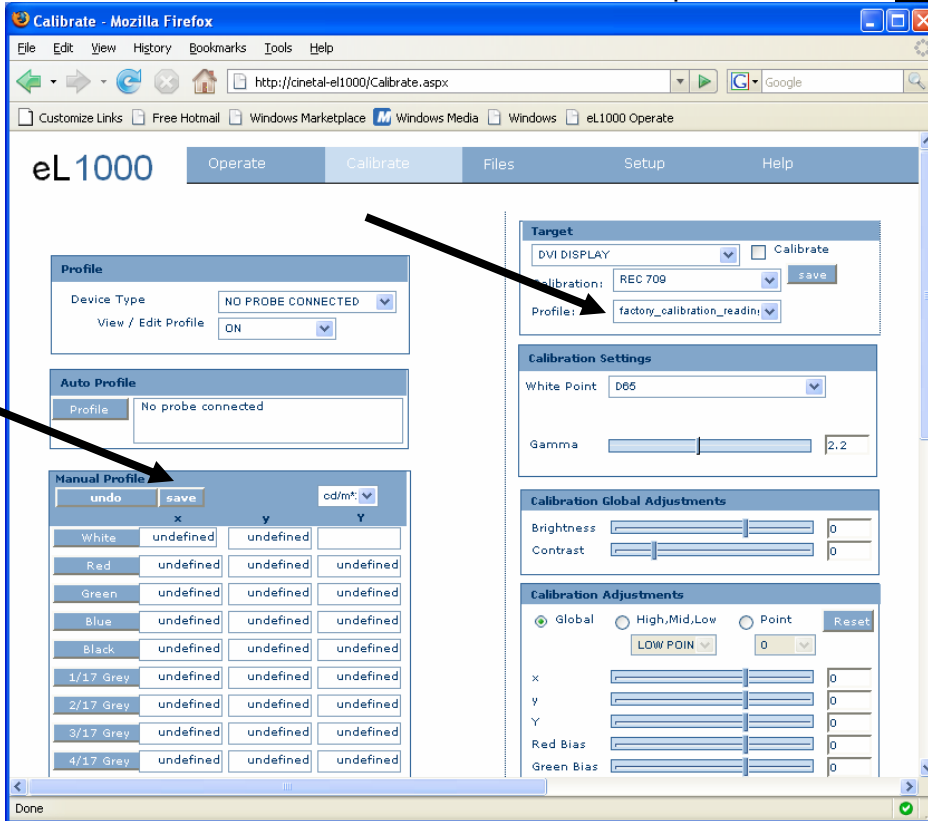 Calibrate - Mozilla Firefox
File Edit View History Bookmarks Tools Help
http://cinetal-el1000/Calibrate.aspx
G Google
Customize Links Free Hotmail Windows Marketplace Windows Media Windows eL1000 Operate
eL1000 Operate Calibrate Files Setup Help
Profile
Device Type NO PROBE CONNECTED
View / Edit Profile ON
Auto Profile
Profile No probe connected
Manual Profile
undo save cd/m²
x y Y
White undefined undefined
Red undefined undefined undefined
Green undefined undefined undefined
Blue undefined undefined undefined
Black undefined undefined undefined
1/17 Grey undefined undefined undefined
2/17 Grey undefined undefined undefined
3/17 Grey undefined undefined undefined
4/17 Grey undefined undefined undefined
Target
DVI DISPLAY Calibrate
Calibration: REC 709 save
Profile: factory_calibration_reading
Calibration Settings
White Point D65
Gamma 2.2
Calibration Global Adjustments
Brightness 0
Contrast 0
Calibration Adjustments
Global High,Mid,Low Point Reset
LOW POIN 0
x 0
y 0
Y 0
Red Bias 0
Green Bias 0
Done